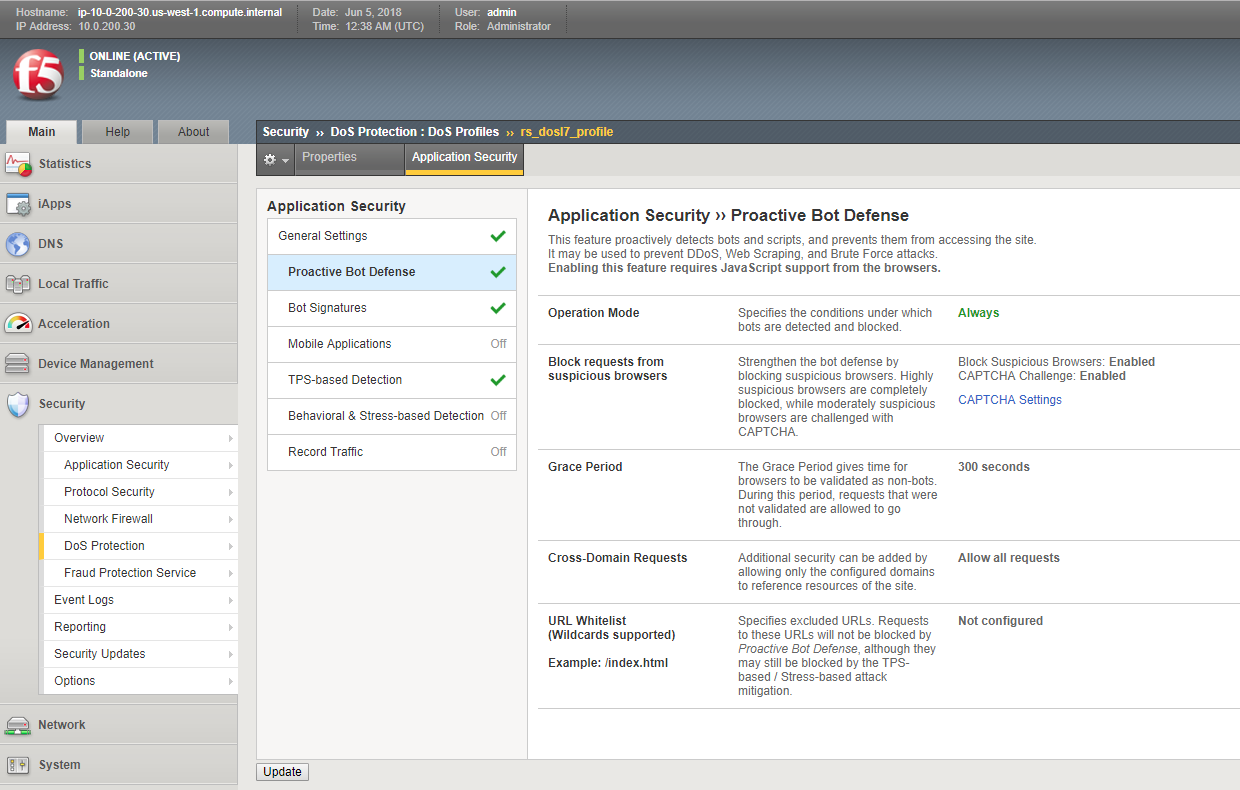 Hostname: ip-10-0-200-30.us-west-1.compute.internal
IP Address: 10.0.200.30
Date: Jun 5, 2018
Time: 12:38 AM (UTC)
User: admin
Role: Administrator
f5
ONLINE (ACTIVE)
Standalone
Main
Help
About
Security ›› DoS Protection : DoS Profiles ›› rs_dosl7_profile
Properties
Application Security
Statistics
iApps
DNS
Local Traffic
Acceleration
Device Management
Security
Overview
Application Security
Protocol Security
Network Firewall
DoS Protection
Fraud Protection Service
Event Logs
Reporting
Security Updates
Options
Network
System
Application Security
General Settings
Proactive Bot Defense
Bot Signatures
Mobile Applications Off
TPS-based Detection
Behavioral & Stress-based Detection Off
Record Traffic Off
Application Security ›› Proactive Bot Defense
This feature proactively detects bots and scripts, and prevents them from accessing the site.
It may be used to prevent DDoS, Web Scraping, and Brute Force attacks.
Enabling this feature requires JavaScript support from the browsers.
Operation Mode
Specifies the conditions under which
bots are detected and blocked.
Always
Block requests from
suspicious browsers
Strengthen the bot defense by
blocking suspicious browsers. Highly
suspicious browsers are completely
blocked, while moderately suspicious
browsers are challenged with
CAPTCHA.
Block Suspicious Browsers: Enabled
CAPTCHA Challenge: Enabled
CAPTCHA Settings
Grace Period
The Grace Period gives time for
browsers to be validated as non-bots.
During this period, requests that were
not validated are allowed to go
through.
300 seconds
Cross-Domain Requests
Additional security can be added by
allowing only the configured domains
to reference resources of the site.
Allow all requests
URL Whitelist
(Wildcards supported)
Example: /index.html
Specifies excluded URLs. Requests
to these URLs will not be blocked by
Proactive Bot Defense, although they
may still be blocked by the TPS-
based / Stress-based attack
mitigation.
Not configured
Update